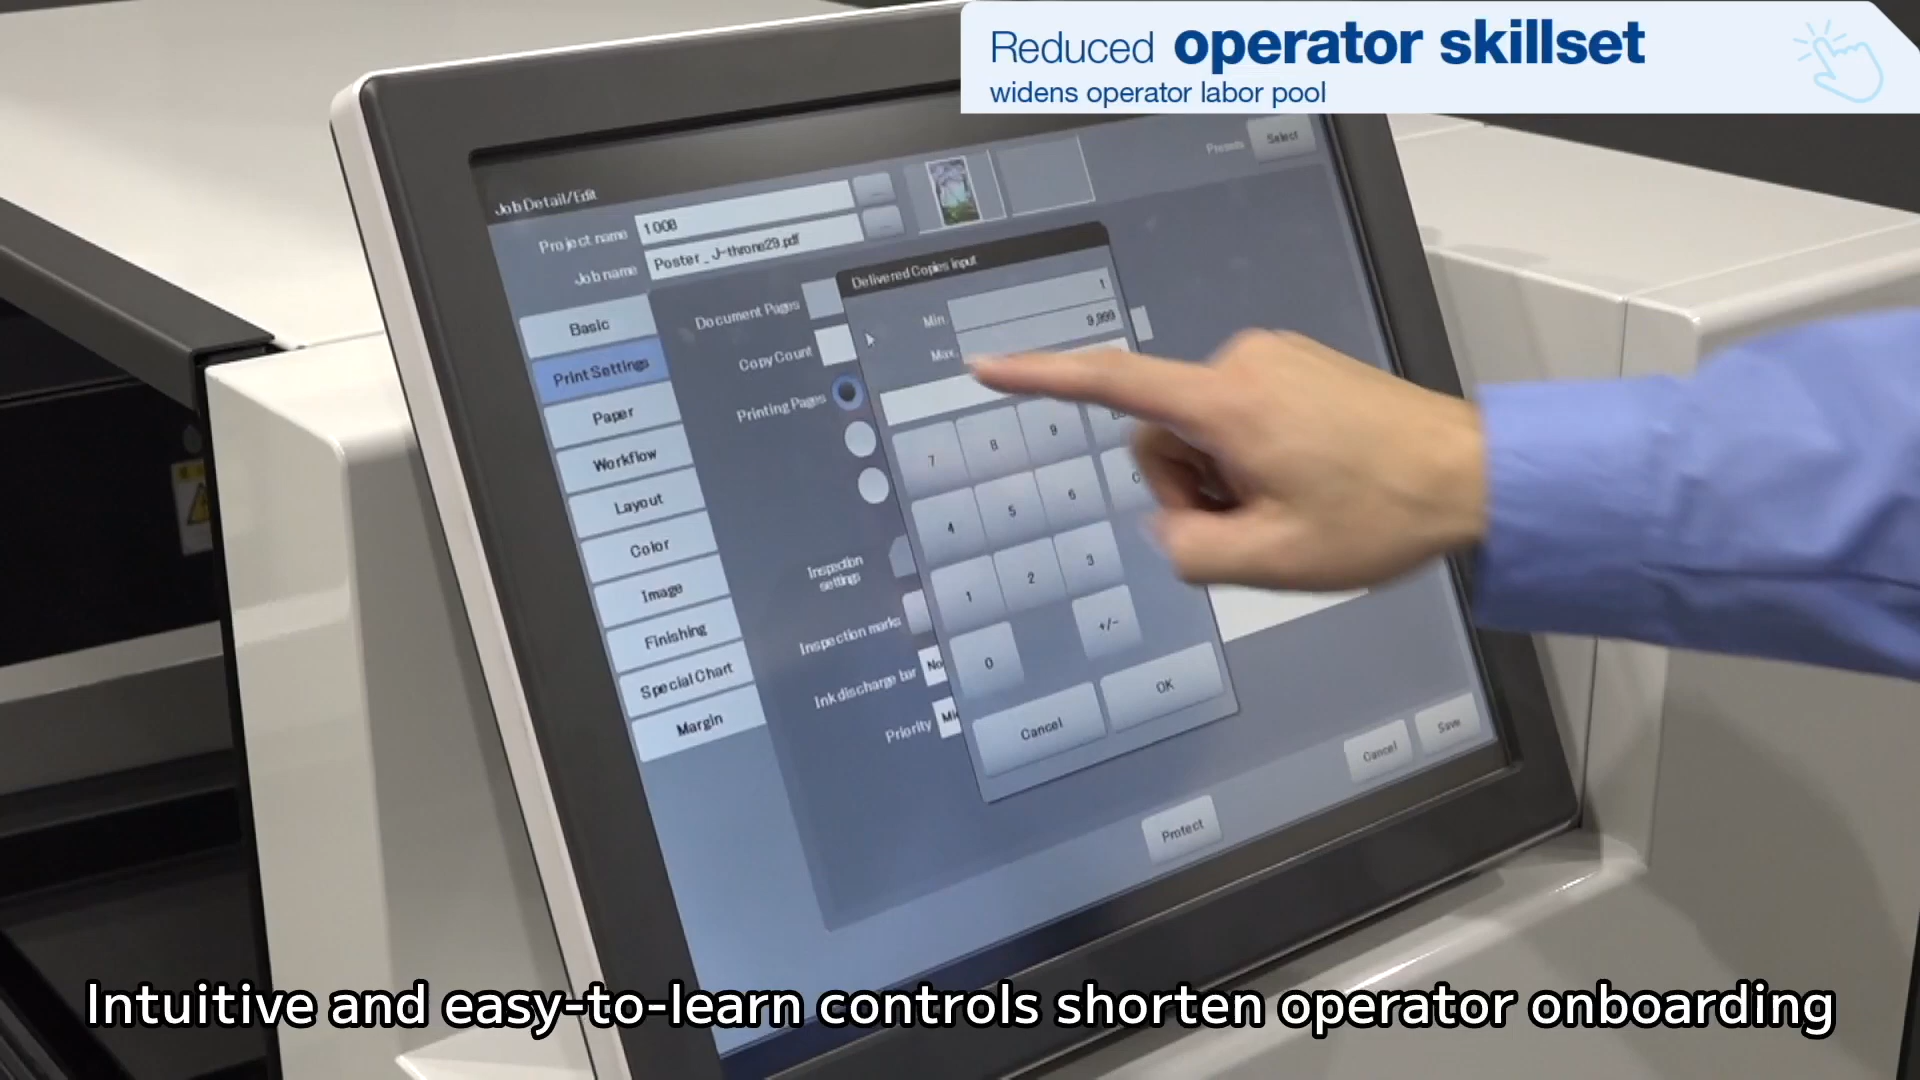 Reduced operator skillset
widens operator labor pool
Job Detail/Edit
Presets
Select
Project name
1008
Job name
Poster_J-throne29.pdf
Basic
Print Settings
Paper
Workflow
Layout
Color
Image
Finishing
Special Chart
Margin
Document Pages
Copy Count
Printing Pages
Inspection
settings
Inspection marks
Ink discharge bar
Priority
Delivered Copies input
Min.
1
Max.
9,999
7
8
9
4
5
6
C
1
2
3
0
+/-
Cancel
OK
Cancel
Save
Protect
Intuitive and easy-to-learn controls shorten operator onboarding